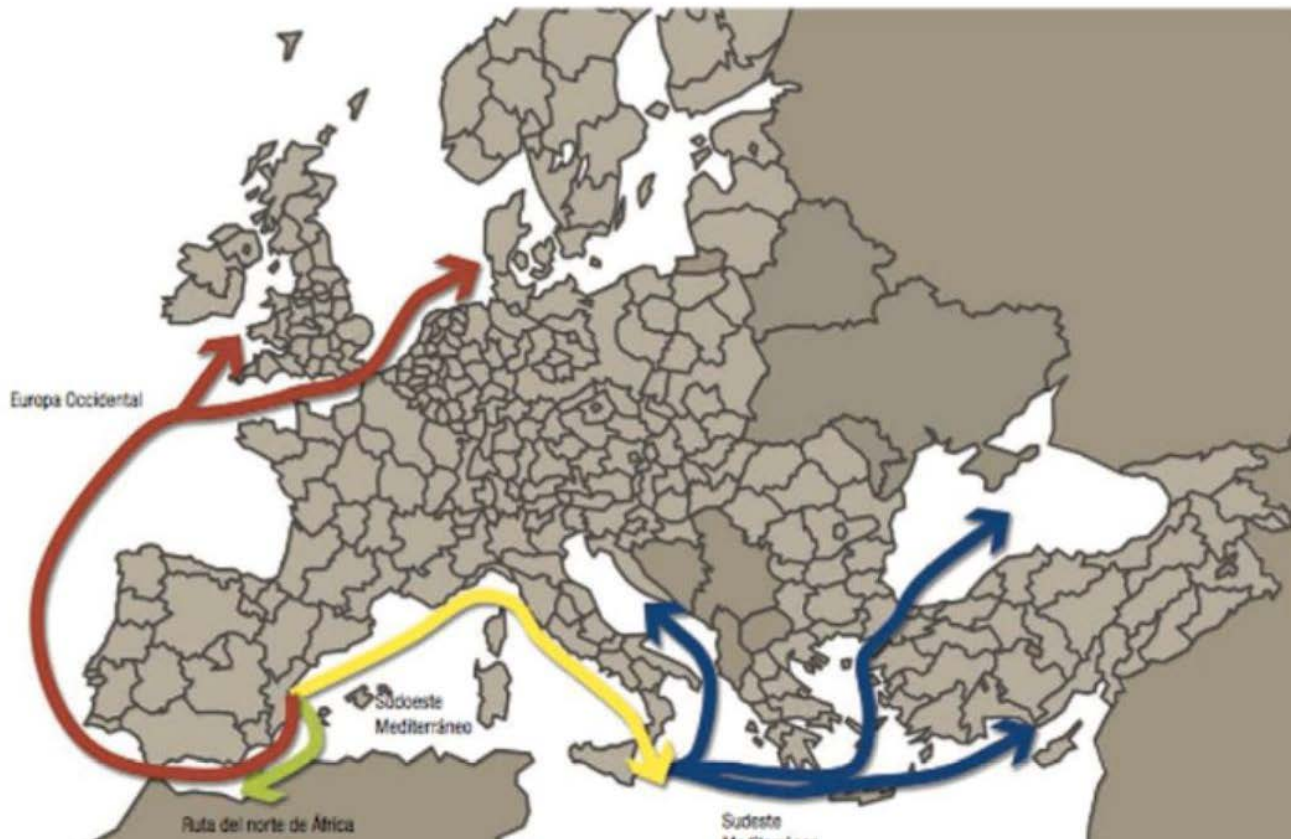 Europa Occidental
Sudoeste
Mediterráneo
Ruta del norte de África
Sudeste